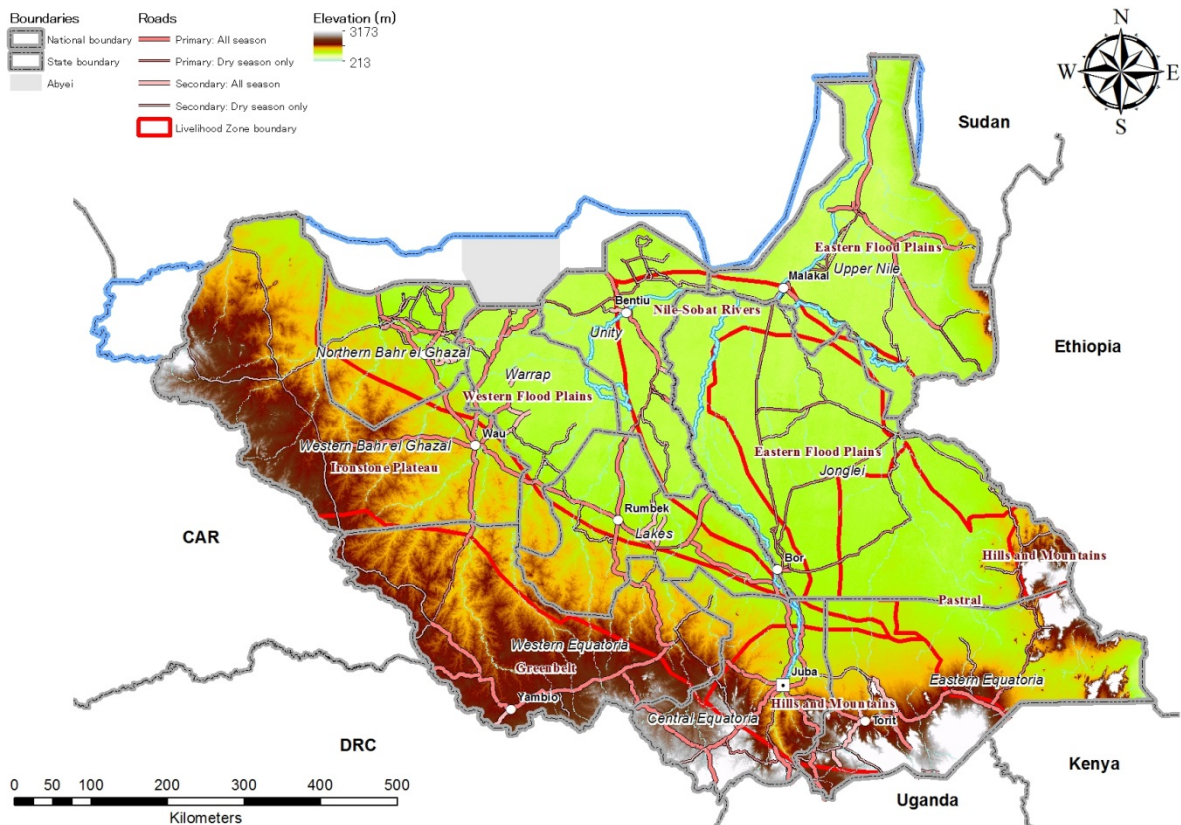 Boundaries
National boundary
State boundary
Abyei
Roads
Primary: All season
Primary: Dry season only
Secondary: All season
Secondary: Dry season only
Livelihood Zone boundary
Elevation (m)
3173
213
N
W E
S
Sudan
Eastern Flood Plains
Upper Nile
Malakal
Bentiu
Nile-Sobat Rivers
Unity
Ethiopia
Northern Bahr el Ghazal
Warrap
Western Flood Plains
Wau
Western Bahr el Ghazal
Ironstone Plateau
Eastern Flood Plains
Jonglei
Rumbek
Lakes
CAR
Bor
Hills and Mountains
Pastral
Western Equatoria
Greenbelt
Juba
Eastern Equatoria
Yambio
Hills and Mountains
Central Equatoria
Torit
DRC
Kenya
Uganda
0 50 100 200 300 400 500
Kilometers